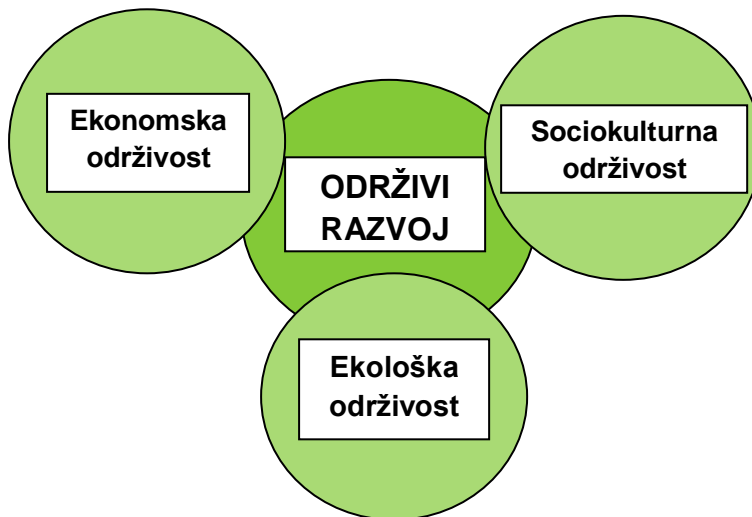 Ekonomska
održivost
Sociokulturna
održivost
ODRŽIVI
RAZVOJ
Ekološka
održivost